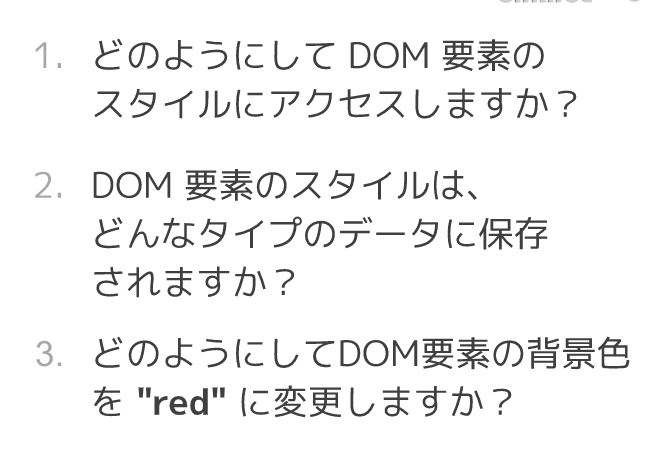 1. どのようにして DOM 要素の
スタイルにアクセスしますか？
2. DOM 要素のスタイルは、
どんなタイプのデータに保存
されますか？
3. どのようにしてDOM要素の背景色
を "red" に変更しますか？